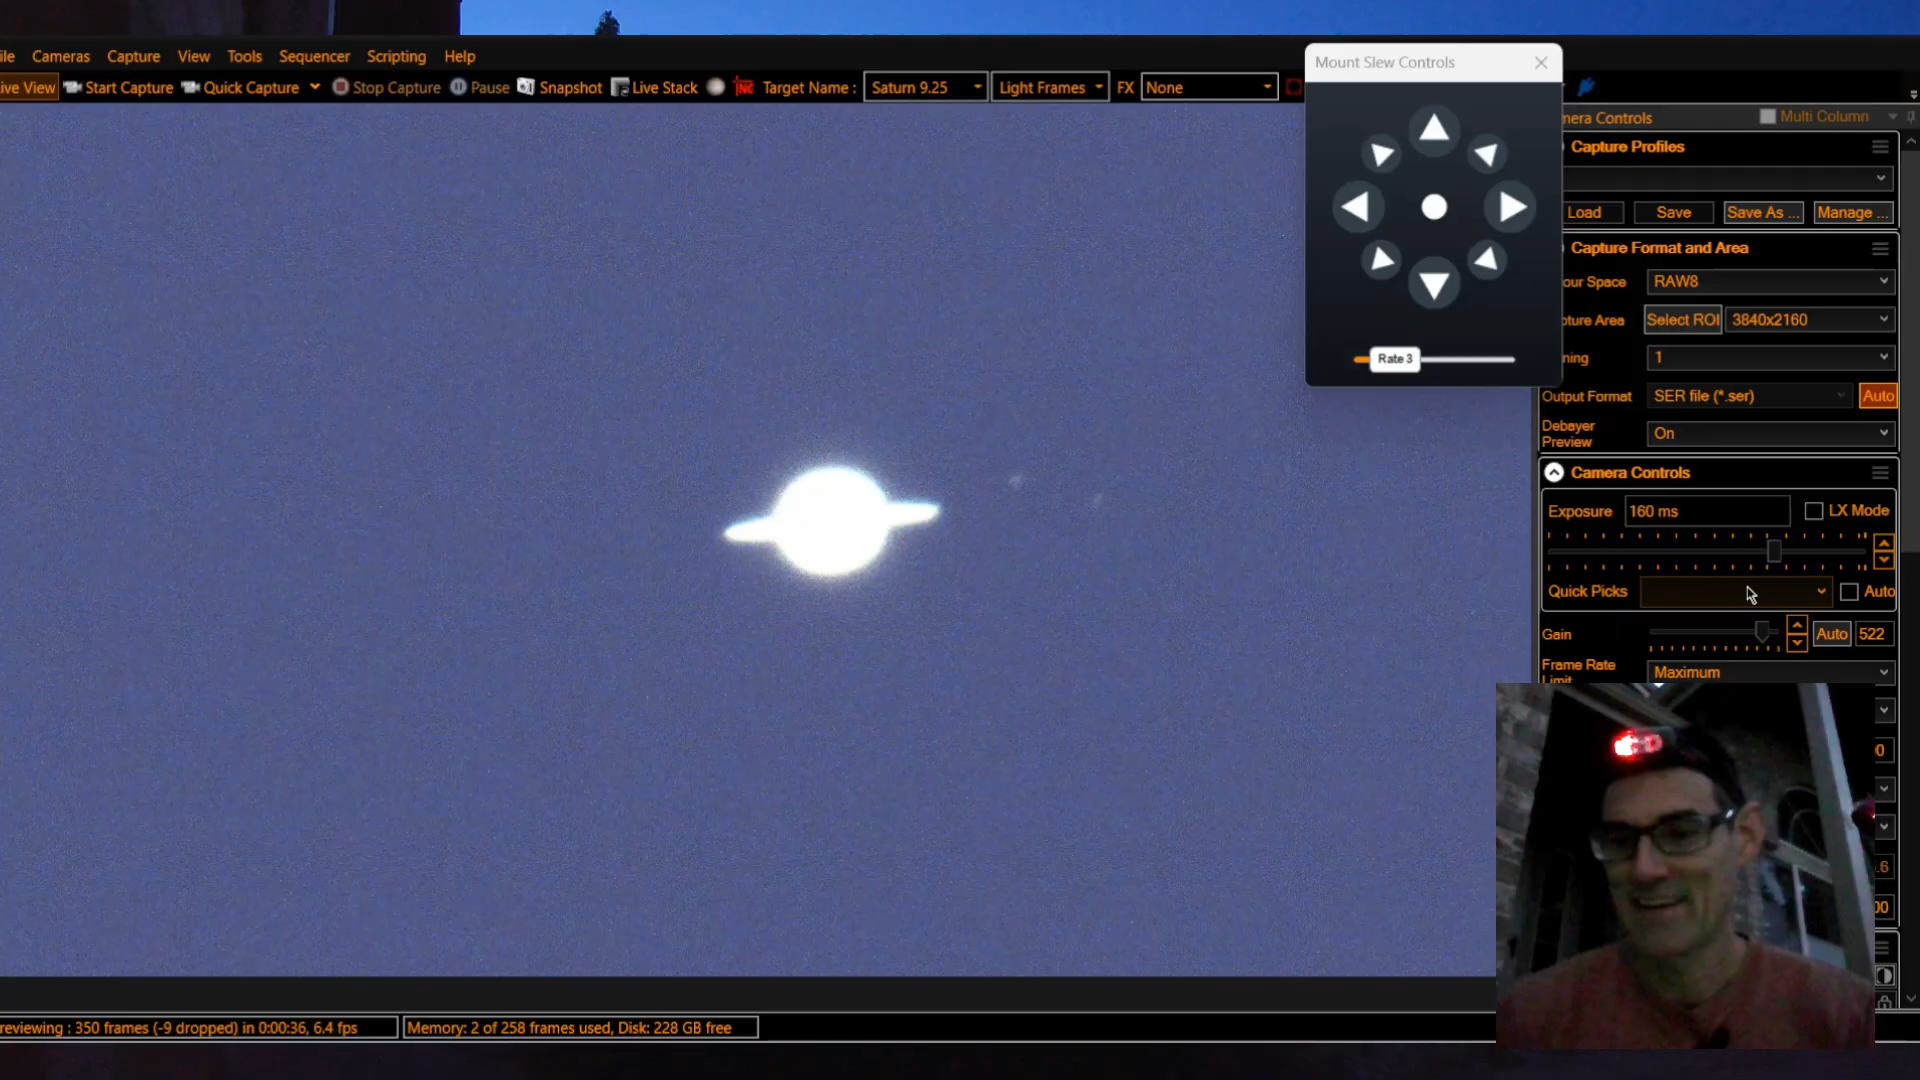 ile Cameras Capture View Tools Sequencer Scripting Help
ive View Start Capture Quick Capture Stop Capture Pause Snapshot Live Stack Target Name : Saturn 9.25 Light Frames FX None
Mount Slew Controls
Rate 3
mera Controls Multi Column
Capture Profiles
Load Save Save As ... Manage ...
Capture Format and Area
our Space RAW8
pture Area Select ROI 3840x2160
ning 1
Output Format SER file (*.ser) Auto
Debayer Preview On
Camera Controls
Exposure 160 ms LX Mode
Quick Picks Auto
Gain Auto 522
Frame Rate Limit Maximum
reviewing : 350 frames (-9 dropped) in 0:00:36, 6.4 fps Memory: 2 of 258 frames used, Disk: 228 GB free